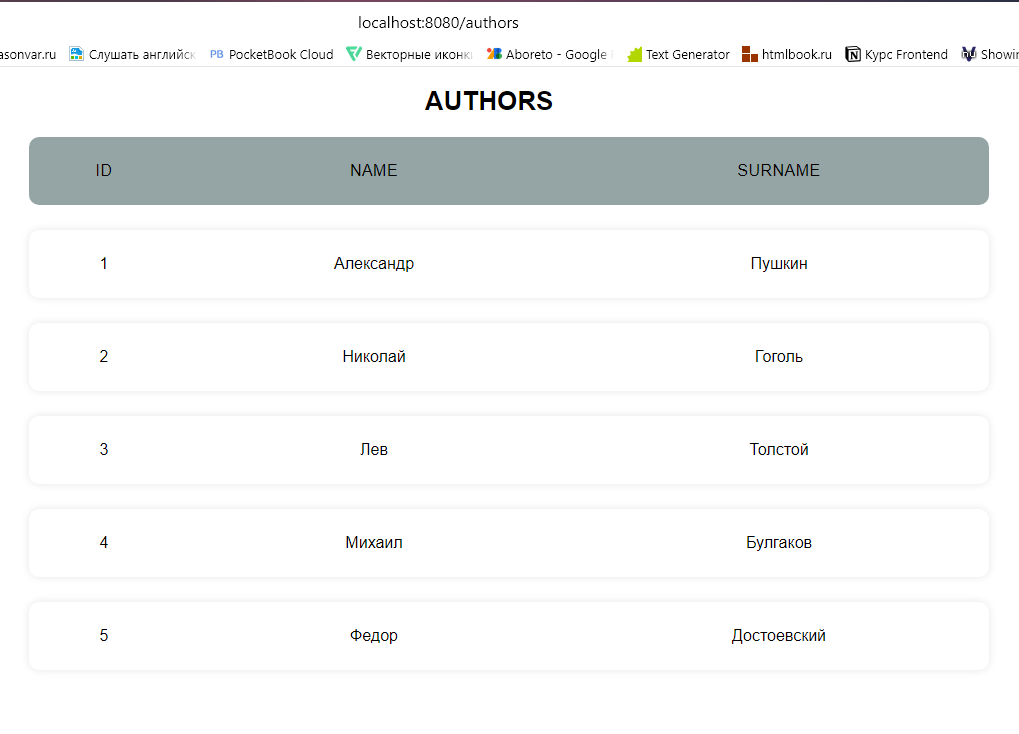 localhost:8080/authors
asonvar.ru Слушать английск PB PocketBook Cloud Векторные иконк Aboreto - Google Text Generator htmlbook.ru Курс Frontend Showin
AUTHORS
ID NAME SURNAME
1 Александр Пушкин
2 Николай Гоголь
3 Лев Толстой
4 Михаил Булгаков
5 Федор Достоевский